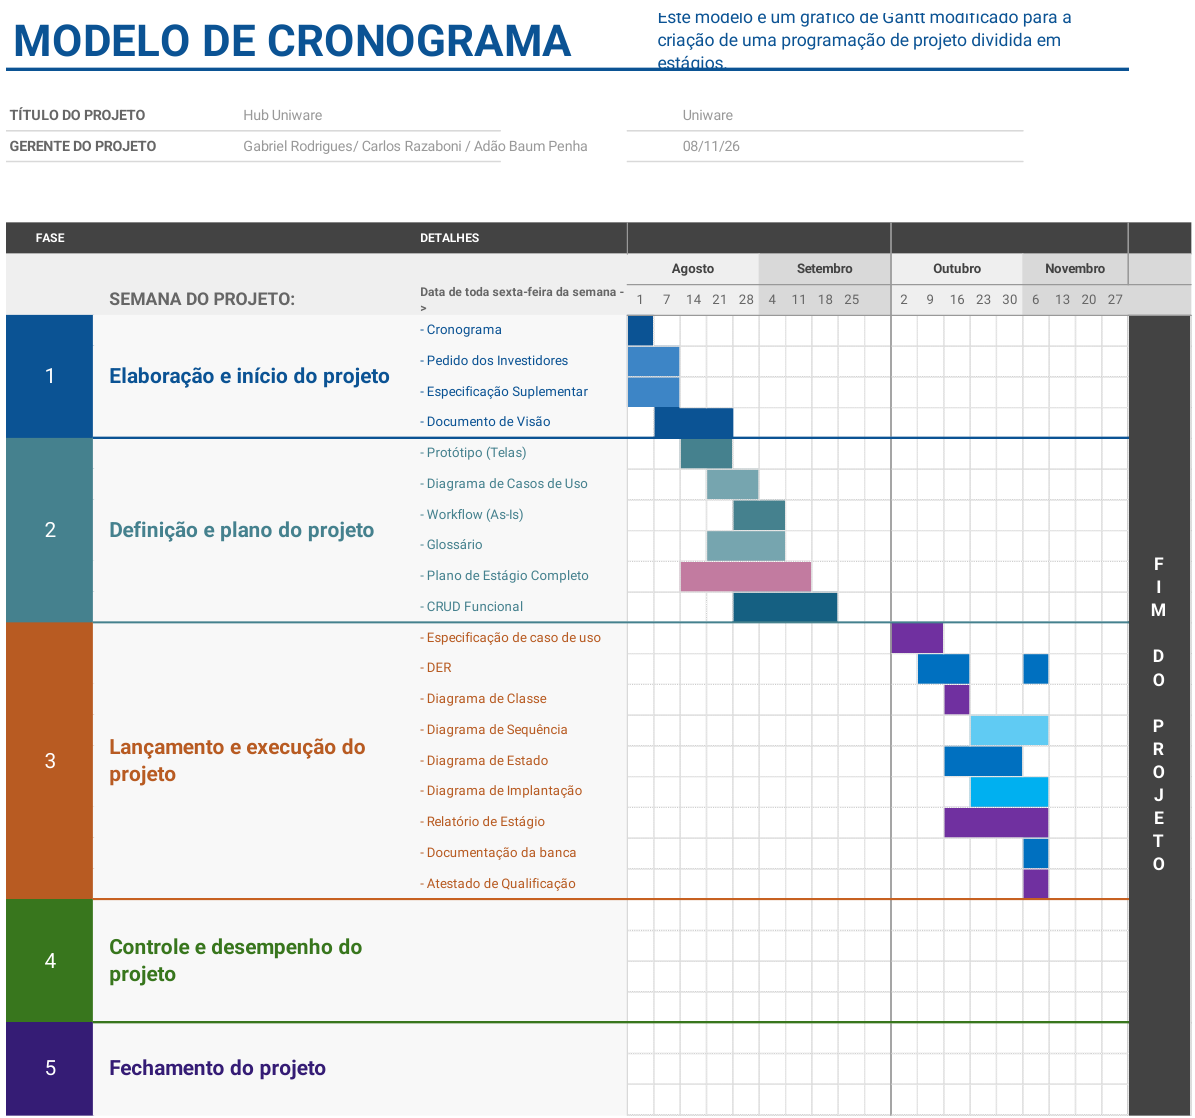 MODELO DE CRONOGRAMA
Este modelo é um gráfico de Gantt modificado para a
criação de uma programação de projeto dividida em
estágios.
TÍTULO DO PROJETO Hub Uniware Uniware
GERENTE DO PROJETO Gabriel Rodrigues/ Carlos Razaboni / Adão Baum Penha 08/11/26
FASE DETALHES
Agosto Setembro Outubro Novembro
SEMANA DO PROJETO: Data de toda sexta-feira da semana -
> 1 7 14 21 28 4 11 18 25 2 9 16 23 30 6 13 20 27
1 Elaboração e início do projeto
- Cronograma
- Pedido dos Investidores
- Especificação Suplementar
- Documento de Visão
2 Definição e plano do projeto
- Protótipo (Telas)
- Diagrama de Casos de Uso
- Workflow (As-Is)
- Glossário
- Plano de Estágio Completo
- CRUD Funcional
3 Lançamento e execução do
projeto
- Especificação de caso de uso
- DER
- Diagrama de Classe
- Diagrama de Sequência
- Diagrama de Estado
- Diagrama de Implantação
- Relatório de Estágio
- Documentação da banca
- Atestado de Qualificação
4 Controle e desempenho do
projeto
5 Fechamento do projeto
F
I
M
D
O
P
R
O
J
E
T
O